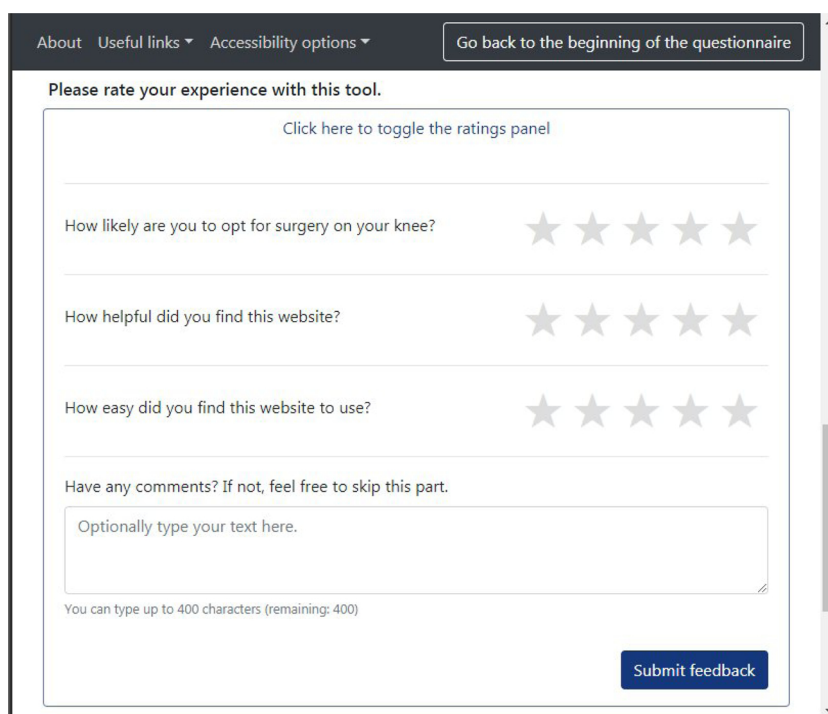 About Useful links Accessibility options Go back to the beginning of the questionnaire
Please rate your experience with this tool.
Click here to toggle the ratings panel
How likely are you to opt for surgery on your knee?
How helpful did you find this website?
How easy did you find this website to use?
Have any comments? If not, feel free to skip this part.
Optionally type your text here.
You can type up to 400 characters (remaining: 400)
Submit feedback